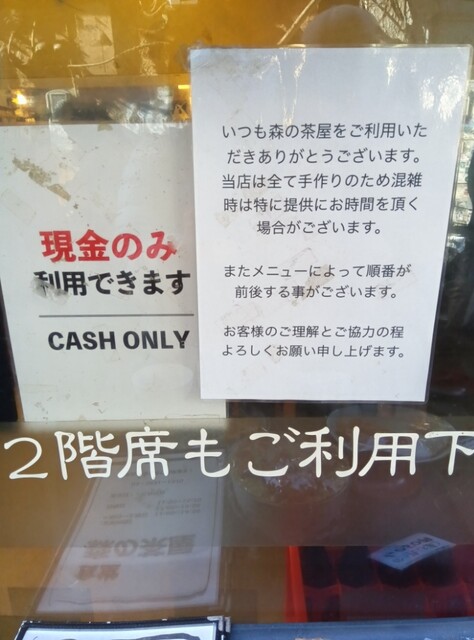 いつも森の茶屋をご利用いた
だきありがとうございます。
当店は全て手作りのため混雑
時は特に提供にお時間を頂く
場合がございます。
またメニューによって順番が
前後する事がございます。
お客様のご理解とご協力の程
よろしくお願い申し上げます。
現金のみ
利用できます
CASH ONLY
2階席もご利用下